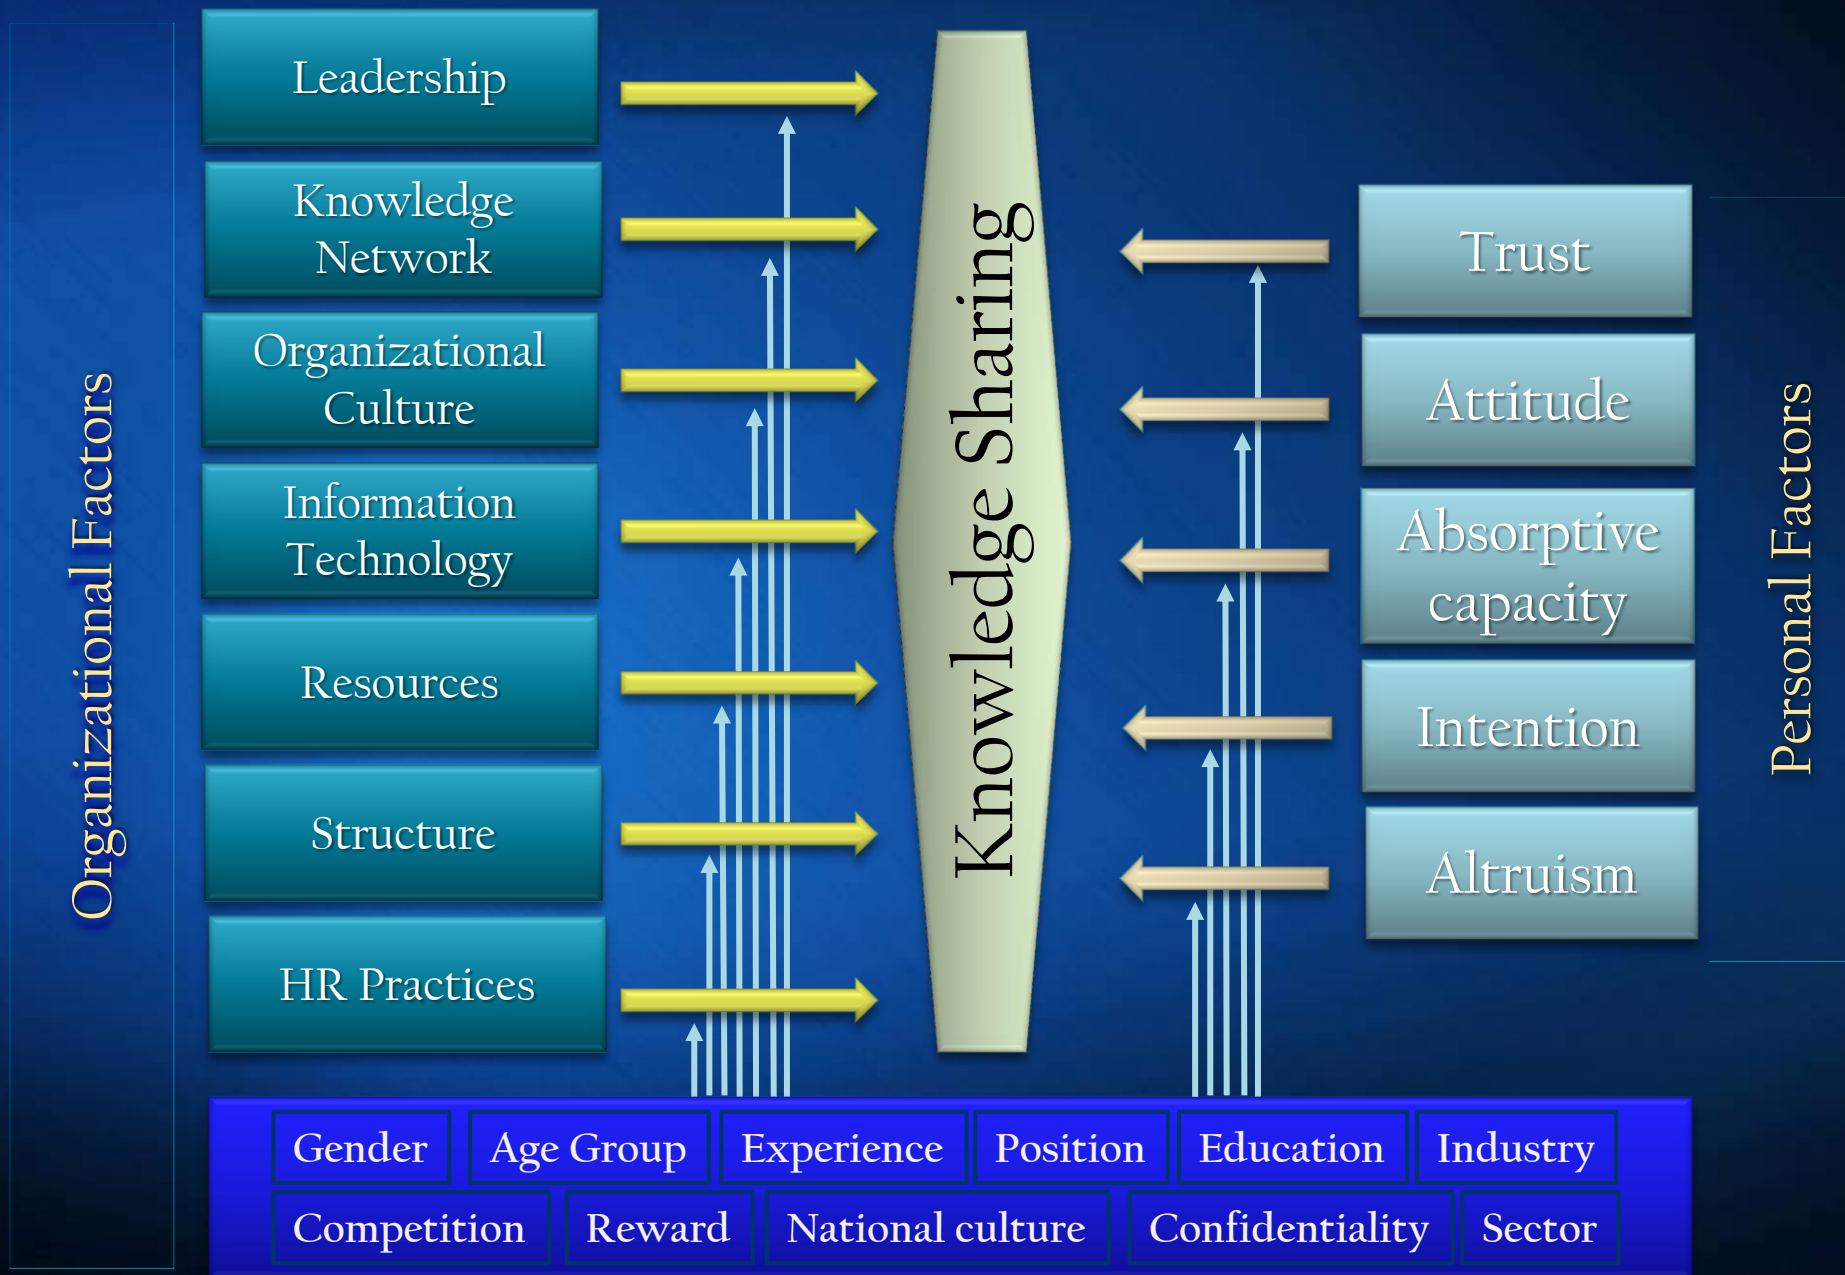 Organizational Factors
Leadership
Knowledge
Network
Organizational
Culture
Information
Technology
Resources
Structure
HR Practices
Knowledge Sharing
Trust
Attitude
Absorptive
capacity
Intention
Altruism
Personal Factors
Gender
Age Group
Experience
Position
Education
Industry
Competition
Reward
National culture
Confidentiality
Sector